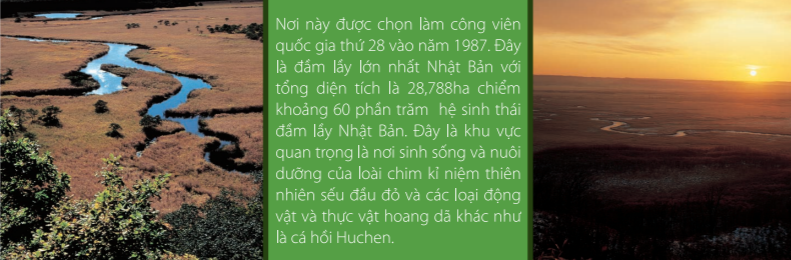 Nơi này được chọn làm công viên
quốc gia thứ 28 vào năm 1987. Đây
là đầm lầy lớn nhất Nhật Bản với
tổng diện tích là 28,788ha chiếm
khoảng 60 phần trăm hệ sinh thái
đầm lầy Nhật Bản. Đây là khu vực
quan trọng là nơi sinh sống và nuôi
dưỡng của loài chim kỉ niệm thiên
nhiên sếu đầu đỏ và các loại động
vật và thực vật hoang dã khác như
là cá hồi Huchen.